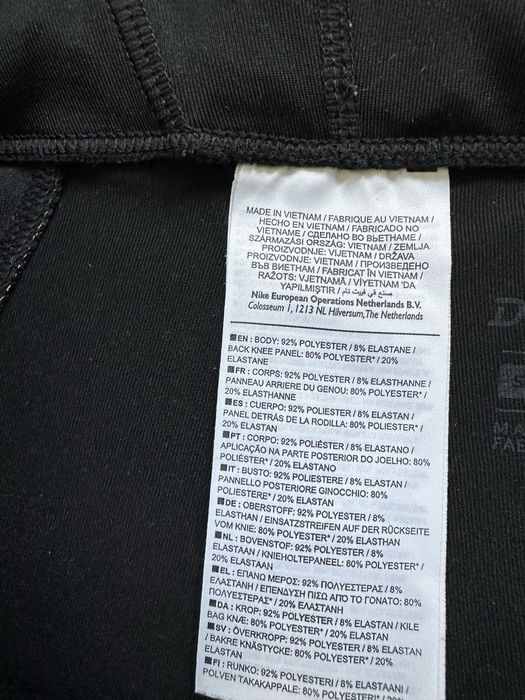 MADE IN VIETNAM / FABRIQUE AU VIETNAM /
HECHO EN VIETNAM / FABRICADO NO
VIETNAME / СДЕЛАНО ВО ВЬЕТНАМЕ /
SZÁRMAZÁSI ORSZÁG: VIETNAM / ZEMLJA
PROIZVODNJE: VIJETNAM / DRŽAVA
PROIZVODNJE: VIETNAM / ПРОИЗВЕДЕНО
ВЪВ ВИЕТНАМ / FABRICAT ÎN VIETNAM /
RAŽOTS: VJETNAMĀ / VİYETNAM 'DA
YAPILMIŞTIR / صنع في فييت نام
Nike European Operations Netherlands B.V.
Colosseum 1, 1213 NL Hilversum, The Netherlands
EN : BODY: 92% POLYESTER / 8% ELASTANE /
BACK KNEE PANEL: 80% POLYESTER* / 20%
ELASTANE
FR : CORPS: 92% POLYESTER / 8% ELASTHANNE /
PANNEAU ARRIERE DU GENOU: 80% POLYESTER* /
20% ELASTHANNE
ES : CUERPO: 92% POLIESTER / 8% ELASTAN /
PANEL DETRÁS DE LA RODILLA: 80% POLIESTER*
/ 20% ELASTAN
PT : CORPO: 92% POLIÉSTER / 8% ELASTANO /
APLICAÇÃO NA PARTE POSTERIOR DO JOELHO: 80%
POLIÉSTER* / 20% ELASTANO
IT : BUSTO: 92% POLIESTERE / 8% ELASTAN /
PANNELLO POSTERIORE GINOCCHIO: 80%
POLIESTERE* / 20% ELASTAN
DE : OBERSTOFF: 92% POLYESTER / 8%
ELASTHAN / EINSATZSTREIFEN AUF DER RÜCKSEITE
VOM KNIE: 80% POLYESTER* / 20% ELASTHAN
NL : BOVENSTOF: 92% POLYESTER / 8%
ELASTAAN / KNIEHOLTEPANEEL: 80% POLYESTER* /
20% ELASTAAN
EL : ΕΠΑΝΩ ΜΕΡΟΣ: 92% ΠΟΛΥΕΣΤΕΡΑΣ / 8%
ΕΛΑΣΤΑΝΗ / ΕΠΕΝΔΥΣΗ ΠΙΣΩ ΑΠΟ ΤΟ ΓΟΝΑΤΟ: 80%
ΠΟΛΥΕΣΤΕΡΑΣ* / 20% ΕΛΑΣΤΑΝΗ
DA : KROP: 92% POLYESTER / 8% ELASTAN / KILE
BAG KNÆ: 80% POLYESTER* / 20% ELASTAN
SV : ÖVERKROPP: 92% POLYESTER / 8% ELASTAN
/ BAKRE KNÄSTYCKE: 80% POLYESTER* / 20%
ELASTAN
FI : RUNKO: 92% POLYESTER / 8% ELASTAANI /
POLVEN TAKAKAPPALE: 80% POLYESTER* / 20%